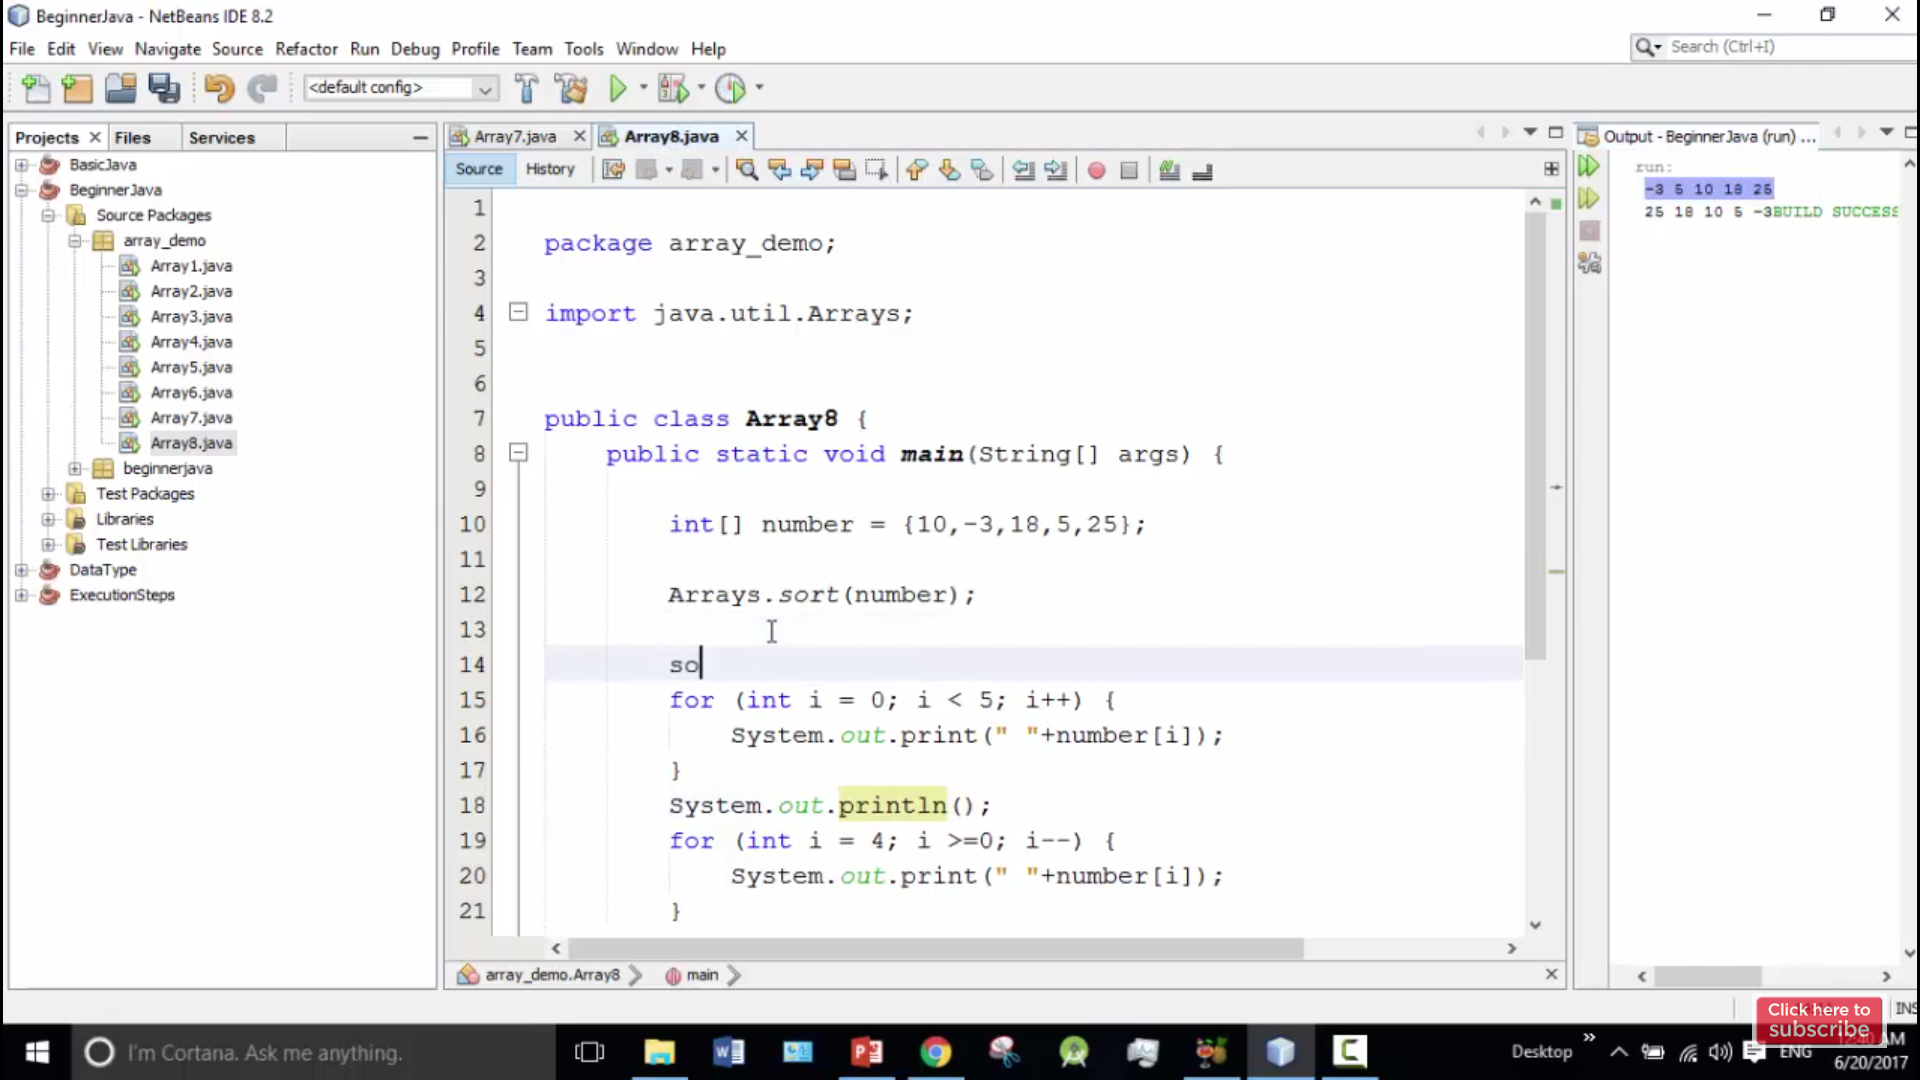 BeginnerJava - NetBeans IDE 8.2
File Edit View Navigate Source Refactor Run Debug Profile Team Tools Window Help
Search (Ctrl+I)
<default config>
Projects Files Services
BasicJava
BeginnerJava
Source Packages
array_demo
Array1.java
Array2.java
Array3.java
Array4.java
Array5.java
Array6.java
Array7.java
Array8.java
beginnerjava
Test Packages
Libraries
Test Libraries
DataType
ExecutionSteps
Array7.java Array8.java
Source History
1
2 package array_demo;
3
4 import java.util.Arrays;
5
6
7 public class Array8 {
8 public static void main(String[] args) {
9
10 int[] number = {10,-3,18,5,25};
11
12 Arrays.sort(number);
13
14 so
15 for (int i = 0; i < 5; i++) {
16 System.out.print(" "+number[i]);
17 }
18 System.out.println();
19 for (int i = 4; i >=0; i--) {
20 System.out.print(" "+number[i]);
21 }
array_demo.Array8 main
Output - BeginnerJava (run) ...
run:
-3 5 10 18 25
25 18 10 5 -3BUILD SUCCESS
INS
Click here to
subscribe
I'm Cortana. Ask me anything.
Desktop
ENG
AM
6/20/2017